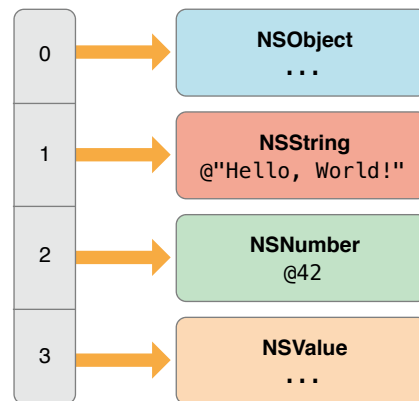 0
NSObject
...
1
NSString
@"Hello, World!"
2
NSNumber
@42
3
NSValue
...